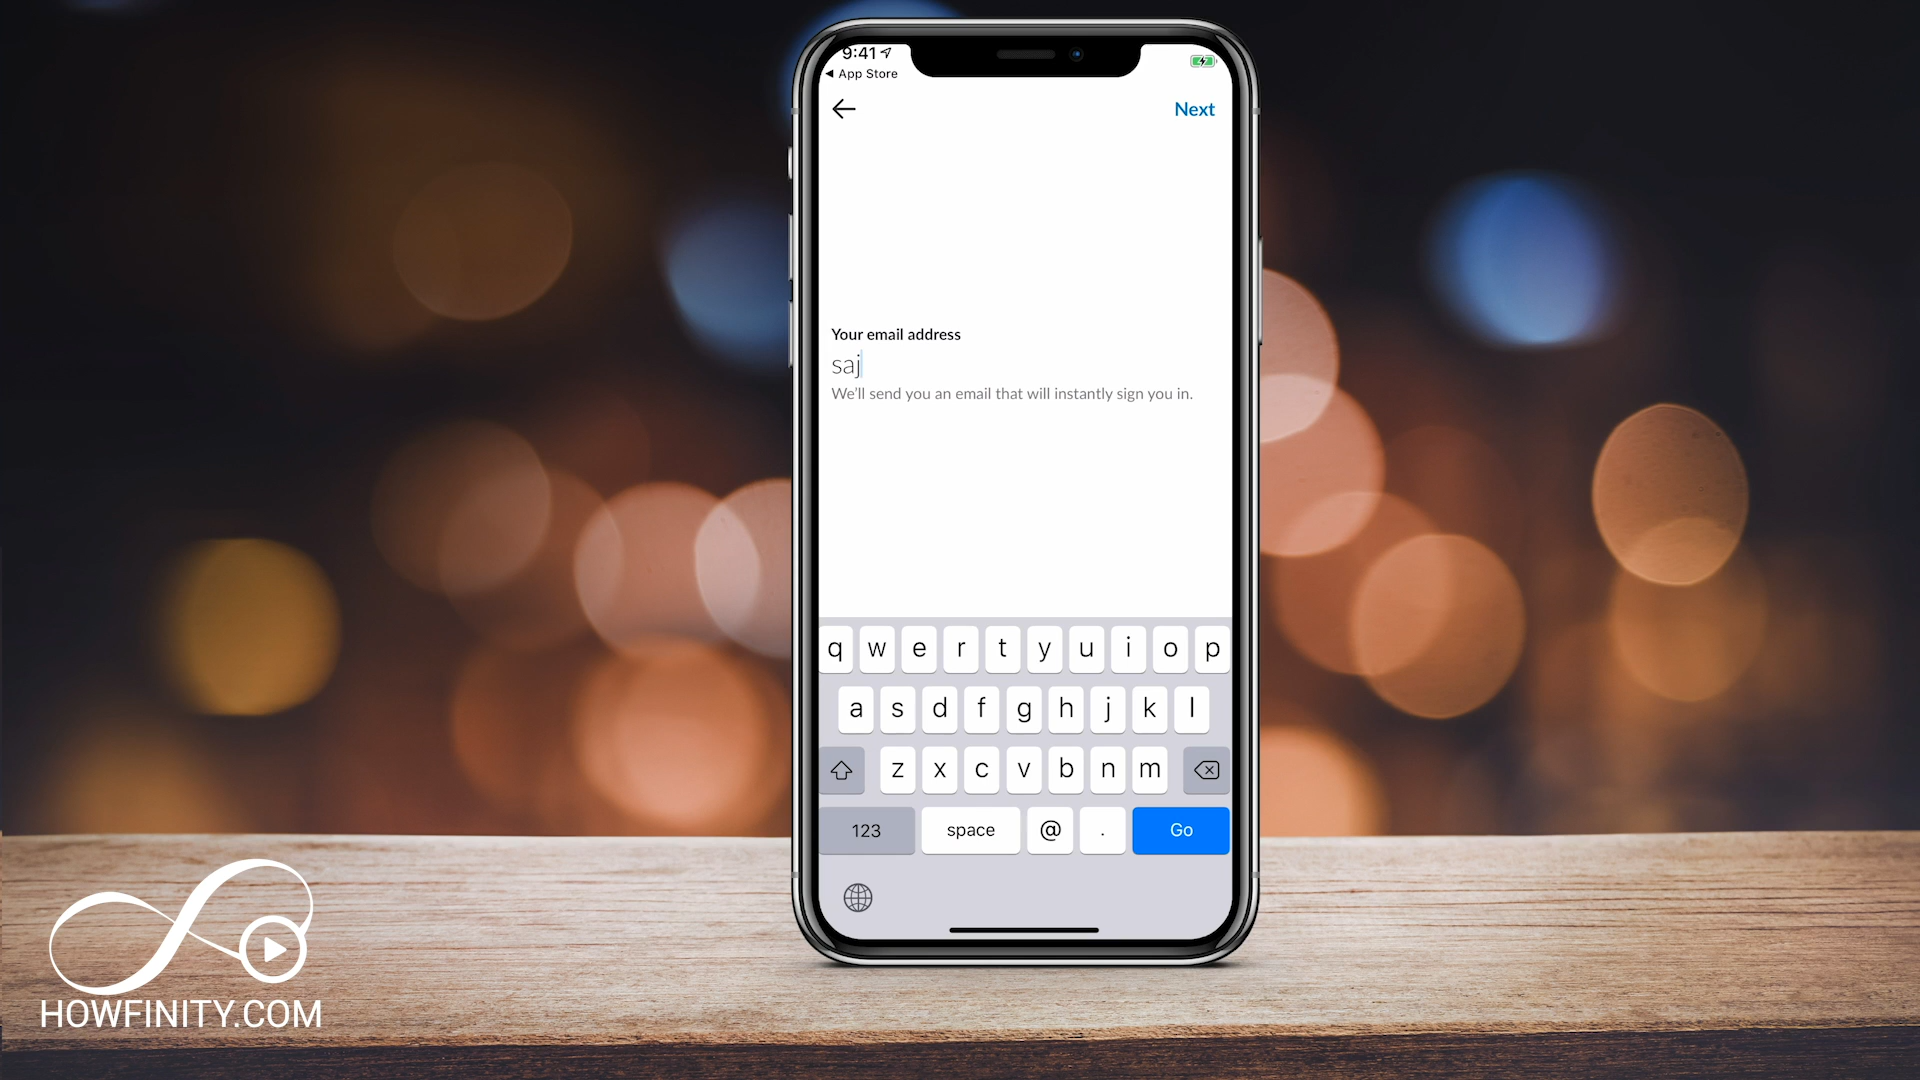 9:41
App Store
Next
Your email address
saj
We'll send you an email that will instantly sign you in.
q w e r t y u i o p
a s d f g h j k l
z x c v b n m
123 space @ . Go
HOWFINITY.COM